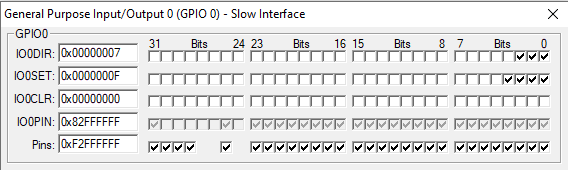 General Purpose Input/Output 0 (GPIO 0) - Slow Interface
GPIO0
31 Bits 24 23 Bits 16 15 Bits 8 7 Bits 0
IO0DIR: 0x00000007
IO0SET: 0x0000000F
IO0CLR: 0x00000000
IO0PIN: 0x82FFFFFF
Pins: 0xF2FFFFFF